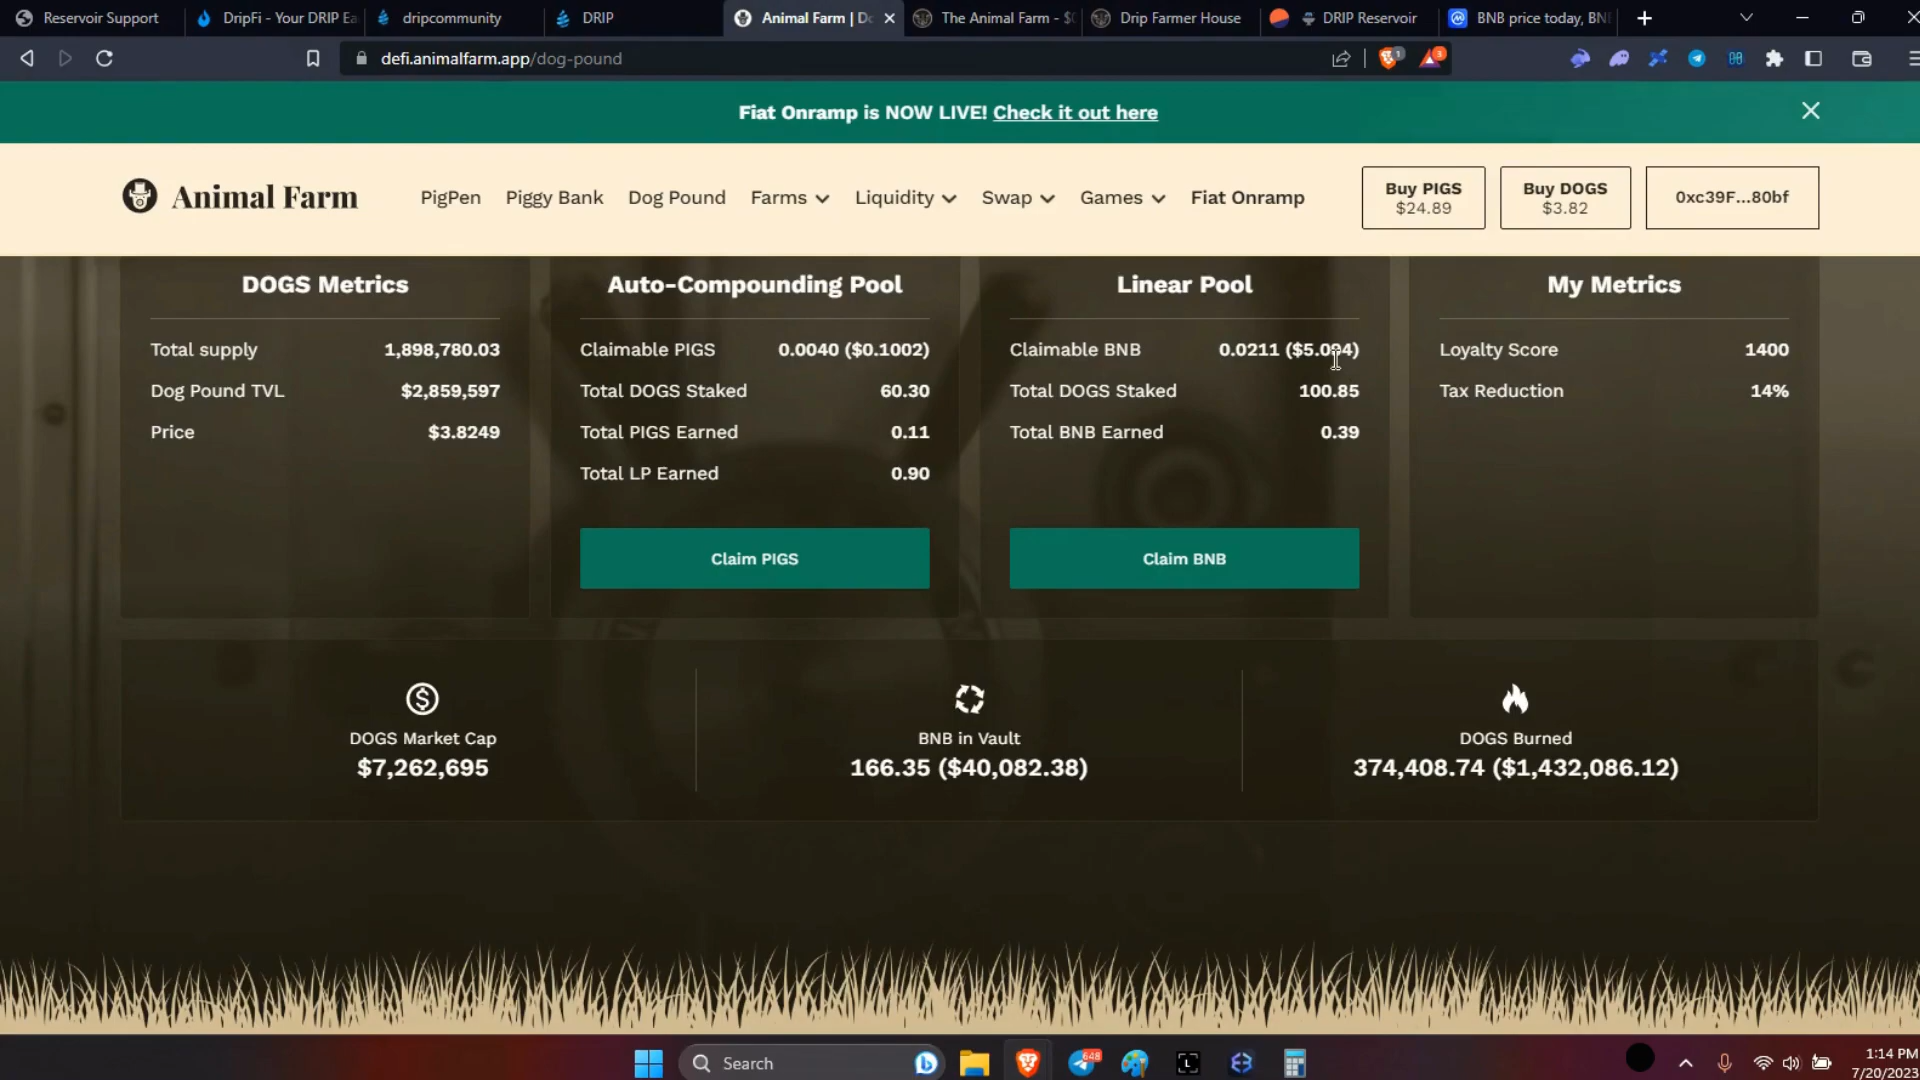 Reservoir Support
DripFi - Your DRIP Ea
dripcommunity
DRIP
Animal Farm | Do
The Animal Farm - $
Drip Farmer House
DRIP Reservoir
BNB price today, BN
defi.animalfarm.app/dog-pound
1
3
Fiat Onramp is NOW LIVE! Check it out here
Animal Farm
PigPen
Piggy Bank
Dog Pound
Farms
Liquidity
Swap
Games
Fiat Onramp
Buy PIGS
$24.89
Buy DOGS
$3.82
0xc39F...80bf
DOGS Metrics
Total supply 1,898,780.03
Dog Pound TVL $2,859,597
Price $3.8249
Auto-Compounding Pool
Claimable PIGS 0.0040 ($0.1002)
Total DOGS Staked 60.30
Total PIGS Earned 0.11
Total LP Earned 0.90
Claim PIGS
Linear Pool
Claimable BNB 0.0211
Total DOGS Staked 100.85
Total BNB Earned 0.39
Claim BNB
My Metrics
Loyalty Score 1400
Tax Reduction 14%
DOGS Market Cap
$7,262,695
BNB in Vault
166.35 ($40,082.38)
DOGS Burned
374,408.74 ($1,432,086.12)
Search
648
L
1:14 PM
7/20/2023